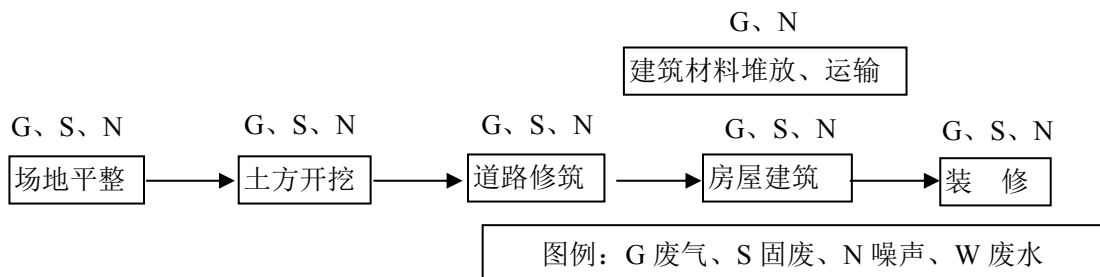 G、N
建筑材料堆放、运输
G、S、N G、S、N G、S、N G、S、N G、S、N
场地平整 土方开挖 道路修筑 房屋建筑 装 修
图例：G 废气、S 固废、N 噪声、W 废水